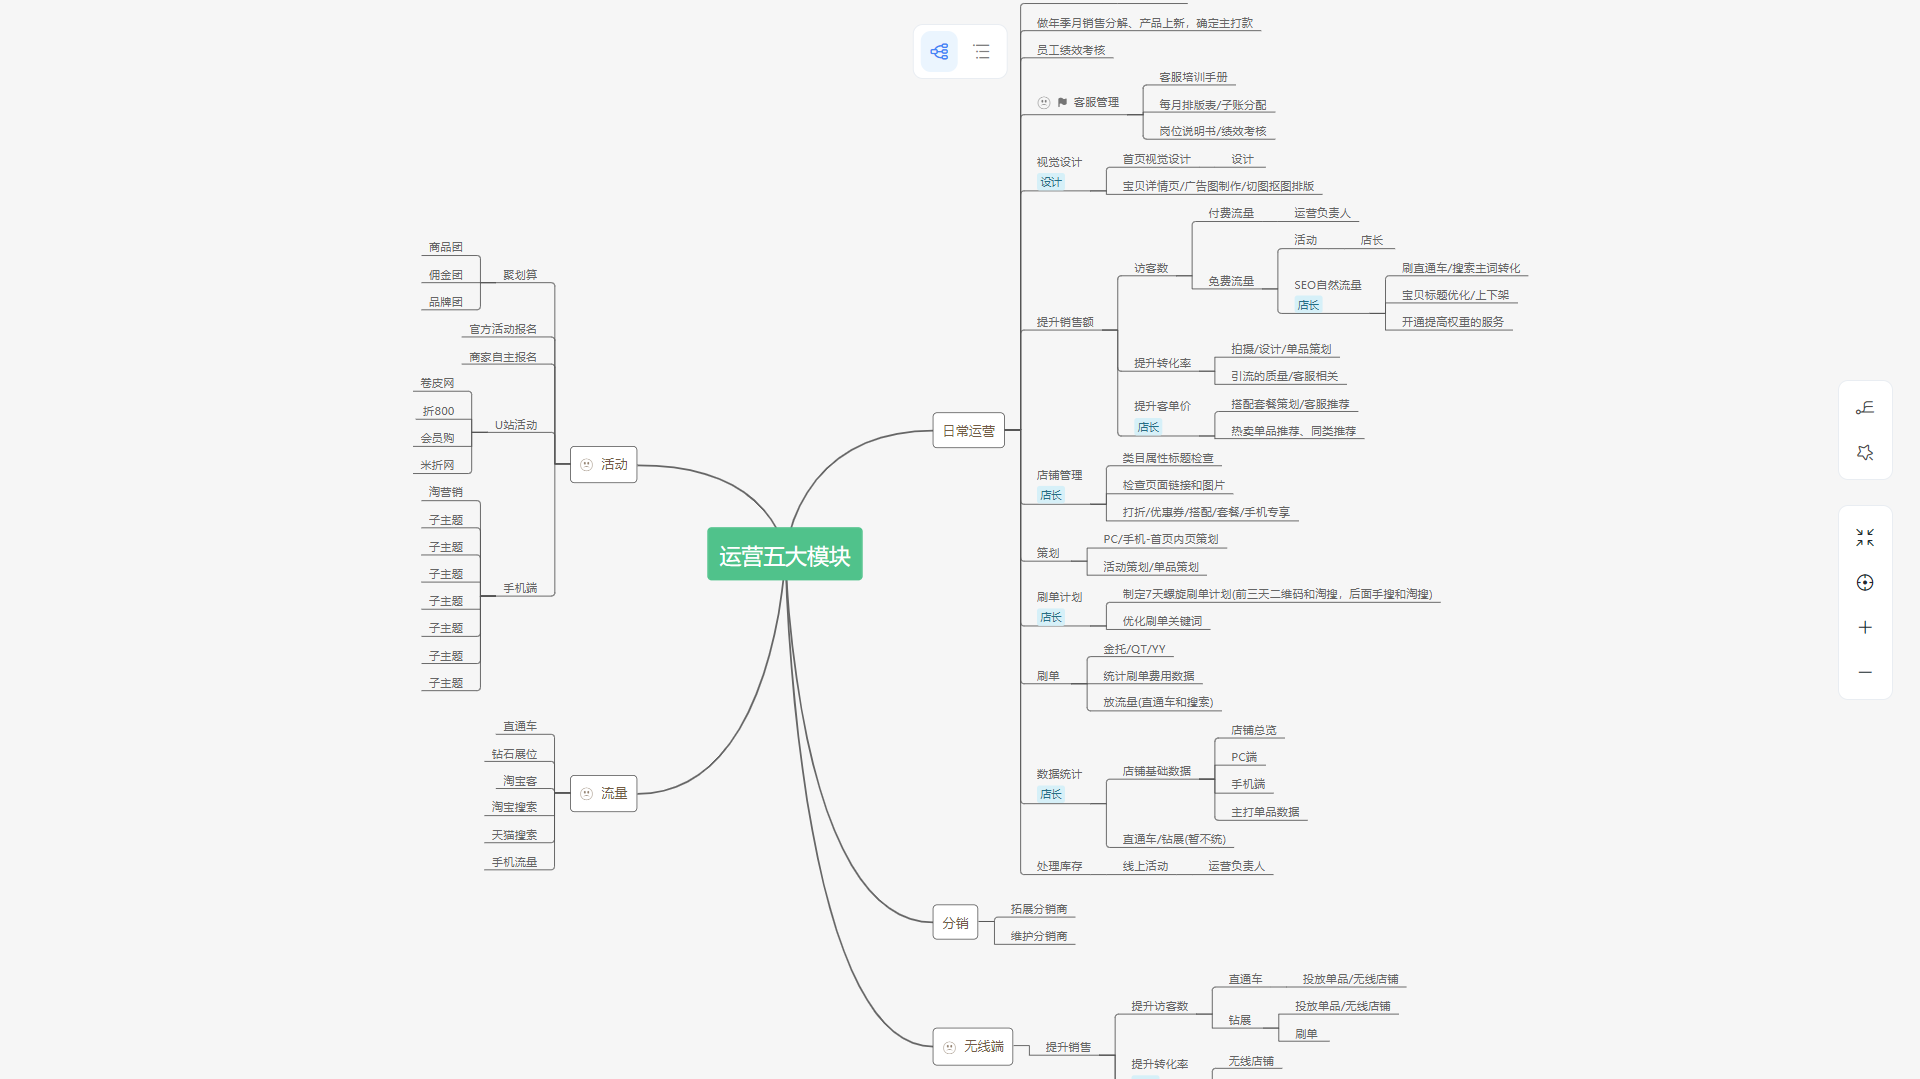 运营五大模块
日常运营
做年季月销售分解、产品上新，确定主打款
员工绩效考核
客服管理
客服培训手册
每月排版表/子账分配
岗位说明书/绩效考核
视觉设计
设计
首页视觉设计
设计
宝贝详情页/广告图制作/切图抠图排版
提升销售额
访客数
付费流量
运营负责人
免费流量
活动
店长
SEO自然流量
店长
刷直通车/搜索主词转化
宝贝标题优化/上下架
开通提高权重的服务
提升转化率
拍摄/设计/单品策划
引流的质量/客服相关
提升客单价
店长
搭配套餐策划/客服推荐
热卖单品推荐、同类推荐
店铺管理
店长
类目属性标题检查
检查页面链接和图片
打折/优惠券/搭配/套餐/手机专享
策划
PC/手机-首页内页策划
活动策划/单品策划
刷单计划
店长
制定7天螺旋刷单计划(前三天二维码和淘搜，后面手搜和淘搜)
优化刷单关键词
刷单
金托/QT/YY
统计刷单费用数据
放流量(直通车和搜索)
数据统计
店长
店铺基础数据
店铺总览
PC端
手机端
主打单品数据
直通车/钻展(暂不统)
处理库存
线上活动
运营负责人
分销
拓展分销商
维护分销商
无线端
提升销售
提升访客数
直通车
投放单品/无线店铺
钻展
投放单品/无线店铺
刷单
提升转化率
无线店铺
活动
聚划算
商品团
佣金团
品牌团
官方活动报名
商家自主报名
U站活动
卷皮网
折800
会员购
米折网
手机端
淘营销
子主题
子主题
子主题
子主题
子主题
子主题
子主题
流量
直通车
钻石展位
淘宝客
淘宝搜索
天猫搜索
手机流量